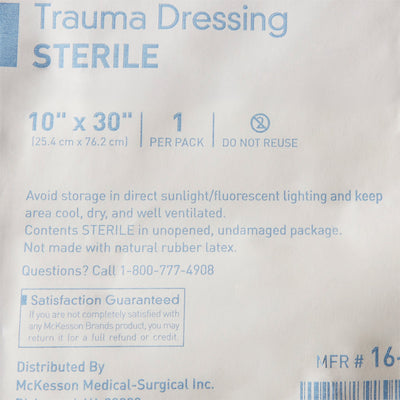 Trauma Dressing
STERILE
10" x 30"
(25.4 cm x 76.2 cm)
1
PER PACK
DO NOT REUSE
Avoid storage in direct sunlight/fluorescent lighting and keep
area cool, dry, and well ventilated.
Contents STERILE in unopened, undamaged package.
Not made with natural rubber latex.
Questions? Call 1-800-777-4908
Satisfaction Guaranteed
If you are not completely satisfied with
any McKesson Brands product, you may
return it for a full refund or credit.
Distributed By
McKesson Medical-Surgical Inc.
MFR # 16-